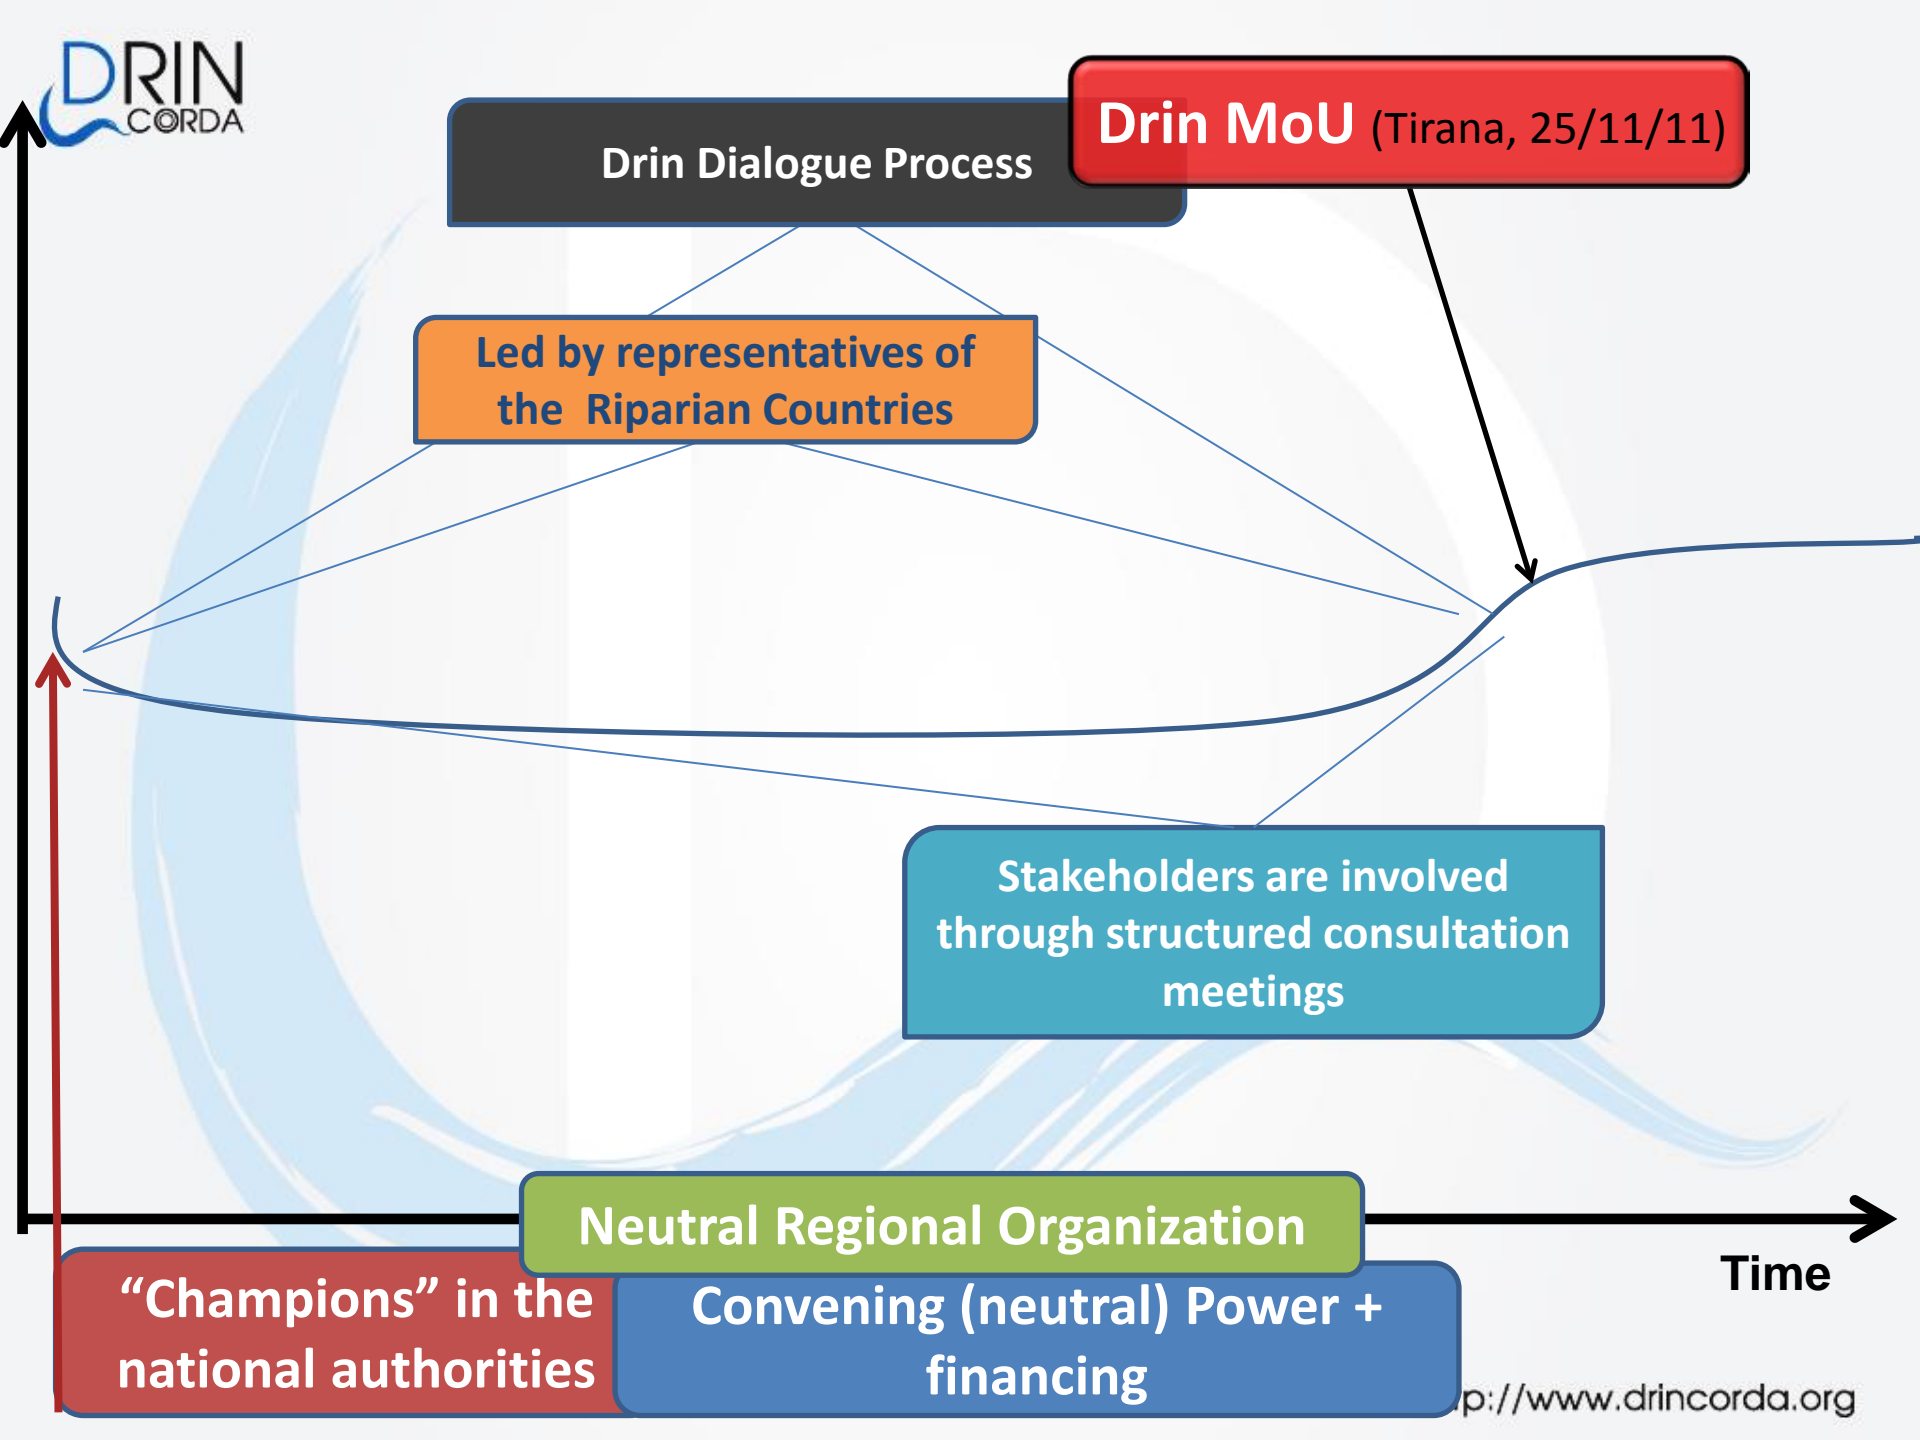 DRIN
CORDA
Drin MoU (Tirana, 25/11/11)
Drin Dialogue Process
Led by representatives of
the Riparian Countries
Stakeholders are involved
through structured consultation
meetings
Neutral Regional Organization
Time
“Champions” in the
national authorities
Convening (neutral) Power +
financing
p://www.drincorda.org